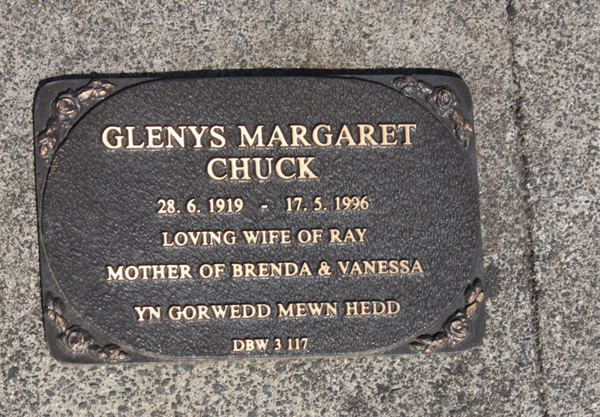 GLENYS MARGARET
CHUCK
28. 6. 1919 - 17. 5. 1996
LOVING WIFE OF RAY
MOTHER OF BRENDA & VANESSA
YN GORWEDD MEWN HEDD
DBW 3 117